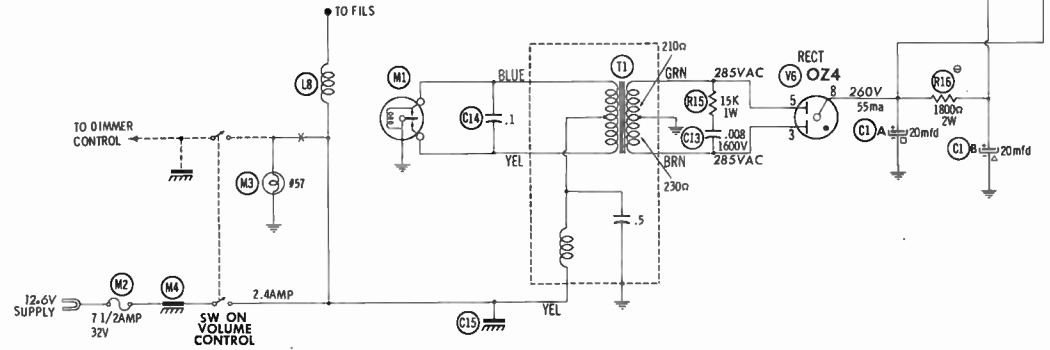 TO FILS
L8
TO DIMMER
CONTROL
M3
#57
M2
M4
12.6V
SUPPLY
7 1/2AMP
32V
SW ON
VOLUME
CONTROL
2.4AMP
C15
YEL
M1
BLUE
C14
.1
YEL
T1
210Ω
GRN
285VAC
R15
15K
1W
C13
.008
1600V
BRN
285VAC
230Ω
.5
RECT
V6 OZ4
5
3
8
260V
55ma
R16
1800Ω
2W
C1 A
20mfd
C1 B
20mfd